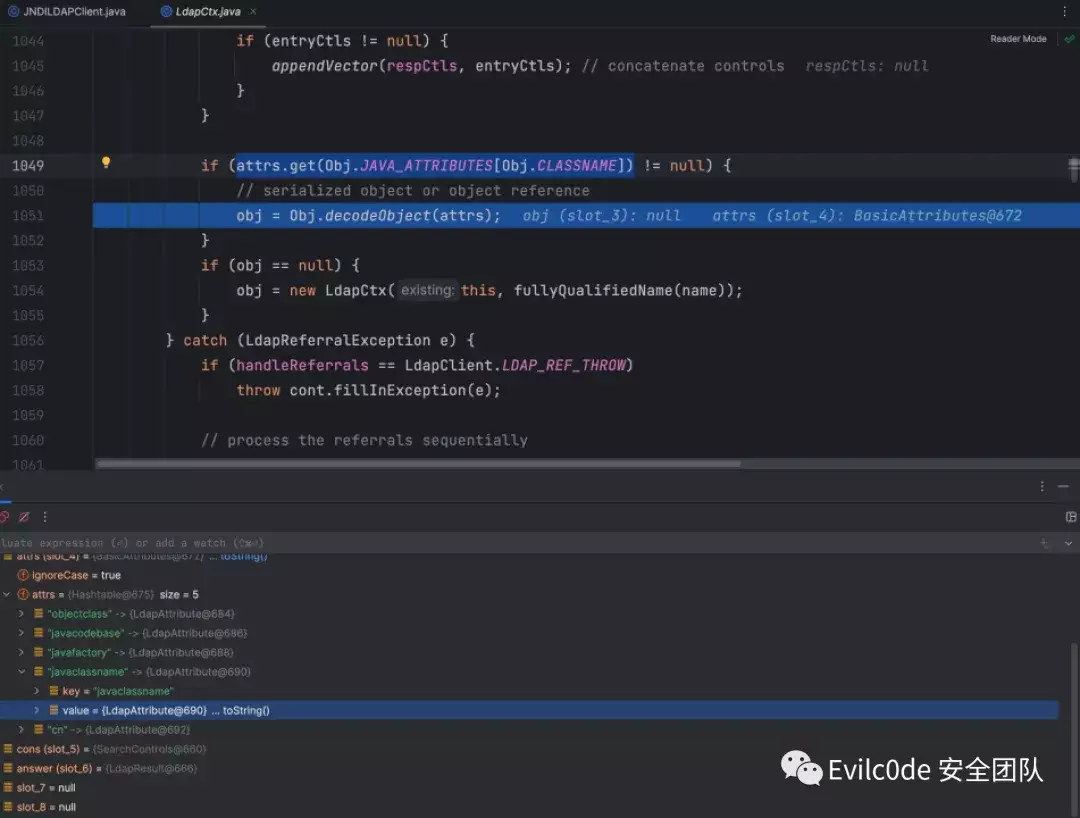 JNDILDAPClient.java LdapCtx.java ×
Reader Mode
1044 if (entryCtls != null) {
1045 appendVector(respCtls, entryCtls); // concatenate controls respCtls: null
1046 }
1047 }
1048
1049 if (attrs.get(Obj.JAVA_ATTRIBUTES[Obj.CLASSNAME]) != null) {
1050 // serialized object or object reference
1051 obj = Obj.decodeObject(attrs); obj (slot_3): null attrs (slot_4): BasicAttributes@672
1052 }
1053 if (obj == null) {
1054 obj = new LdapCtx( existing: this, fullyQualifiedName(name));
1055 }
1056 } catch (LdapReferralException e) {
1057 if (handleReferrals == LdapClient.LDAP_REF_THROW)
1058 throw cont.fillInException(e);
1059
1060 // process the referrals sequentially
1061
luate expression (⏎) or add a watch (⇧⌘⏎)
attrs (slot_4) = {BasicAttributes@672} ... toString()
ignoreCase = true
attrs = {Hashtable@675} size = 5
"objectclass" -> {LdapAttribute@684}
"javacodebase" -> {LdapAttribute@686}
"javafactory" -> {LdapAttribute@688}
"javaclassname" -> {LdapAttribute@690}
key = "javaclassname"
value = {LdapAttribute@690} ... toString()
"cn" -> {LdapAttribute@692}
cons (slot_5) = {SearchControls@660}
answer (slot_6) = {LdapResult@666}
slot_7 = null
slot_8 = null
Evilc0de 安全团队